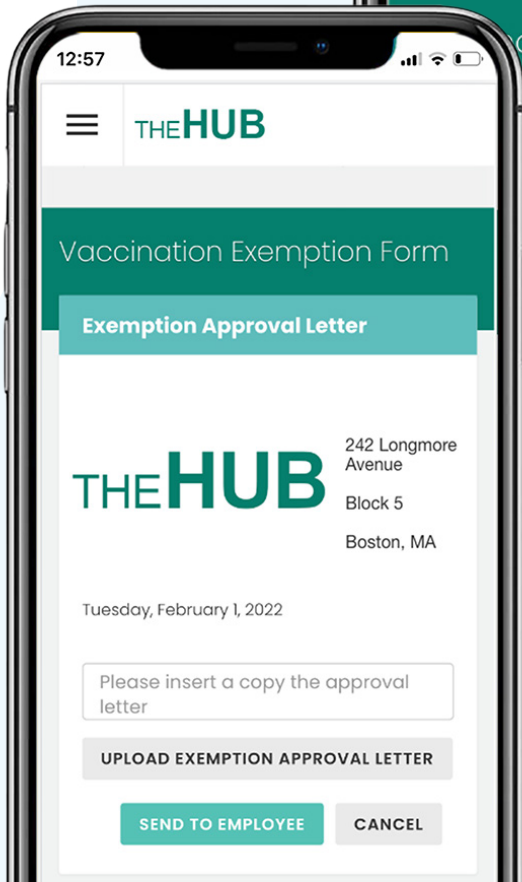 12:57
THEHUB
Vaccination Exemption Form
Exemption Approval Letter
THEHUB
242 Longmore
Avenue
Block 5
Boston, MA
Tuesday, February 1, 2022
Please insert a copy the approval
letter
UPLOAD EXEMPTION APPROVAL LETTER
SEND TO EMPLOYEE
CANCEL